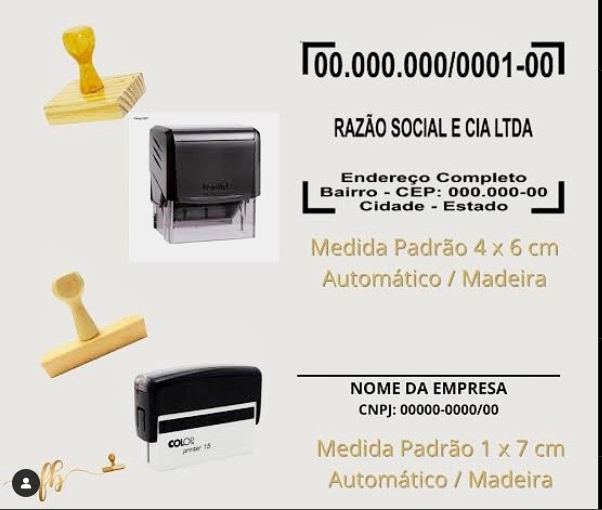 00.000.000/0001-00
RAZÃO SOCIAL E CIA LTDA
Endereço Completo
Bairro - CEP: 000.000-00
Cidade - Estado
Medida Padrão 4 x 6 cm
Automático / Madeira
NOME DA EMPRESA
CNPJ: 00000-0000/00
COLOP
printer 15
Medida Padrão 1 x 7 cm
Automático / Madeira
fb